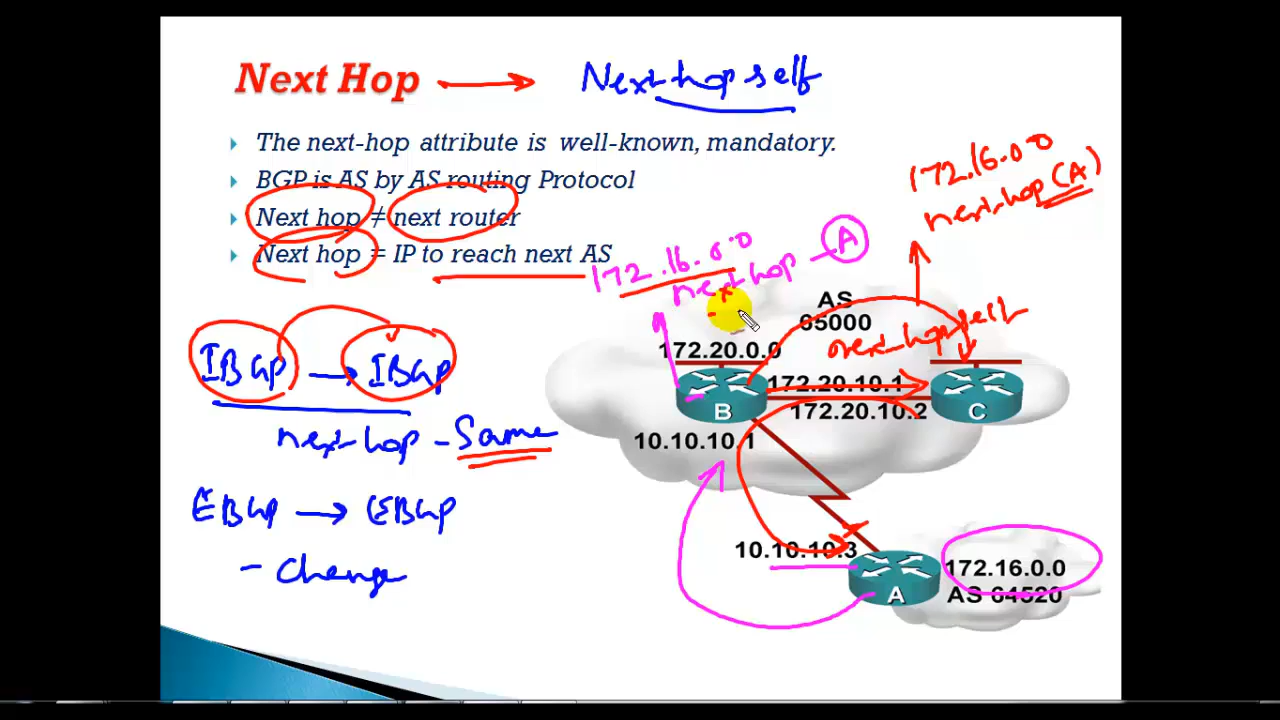 Next Hop → Next hop self
The next-hop attribute is well-known, mandatory.
BGP is AS by AS routing Protocol
Next hop ≠ next router
Next hop = IP to reach next AS
172.16.0.0
next-hop (A)
172.16.0.0
next hop - A
IBGP → IBGP
next-hop - Same
EBGP → EBGP
- Change
AS
65000
next-hop self
172.20.0.0
172.20.10.1
B
172.20.10.2
C
10.10.10.1
10.10.10.3
172.16.0.0
A
AS 64520